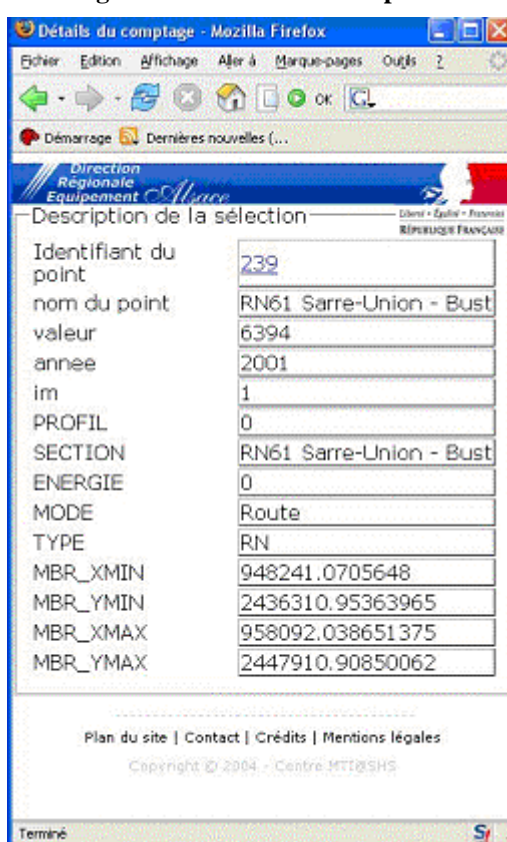 Détails du comptage - Mozilla Firefox
Fichier Edition Affichage Aller à Marque-pages Outils ?
OK G
Démarrage Dernières nouvelles (...
Direction
Régionale
Equipement Alsace
Liberté • Égalité • Fraternité
RÉPUBLIQUE FRANÇAISE
Description de la sélection
Identifiant du point 239
nom du point RN61 Sarre-Union - Bust
valeur 6394
annee 2001
im 1
PROFIL 0
SECTION RN61 Sarre-Union - Bust
ENERGIE 0
MODE Route
TYPE RN
MBR_XMIN 948241.0705648
MBR_YMIN 2436310.95363965
MBR_XMAX 958092.038651375
MBR_YMAX 2447910.90850062
Plan du site | Contact | Crédits | Mentions légales
Copyright @ 2004 - Centre MTI@SHS
Terminé